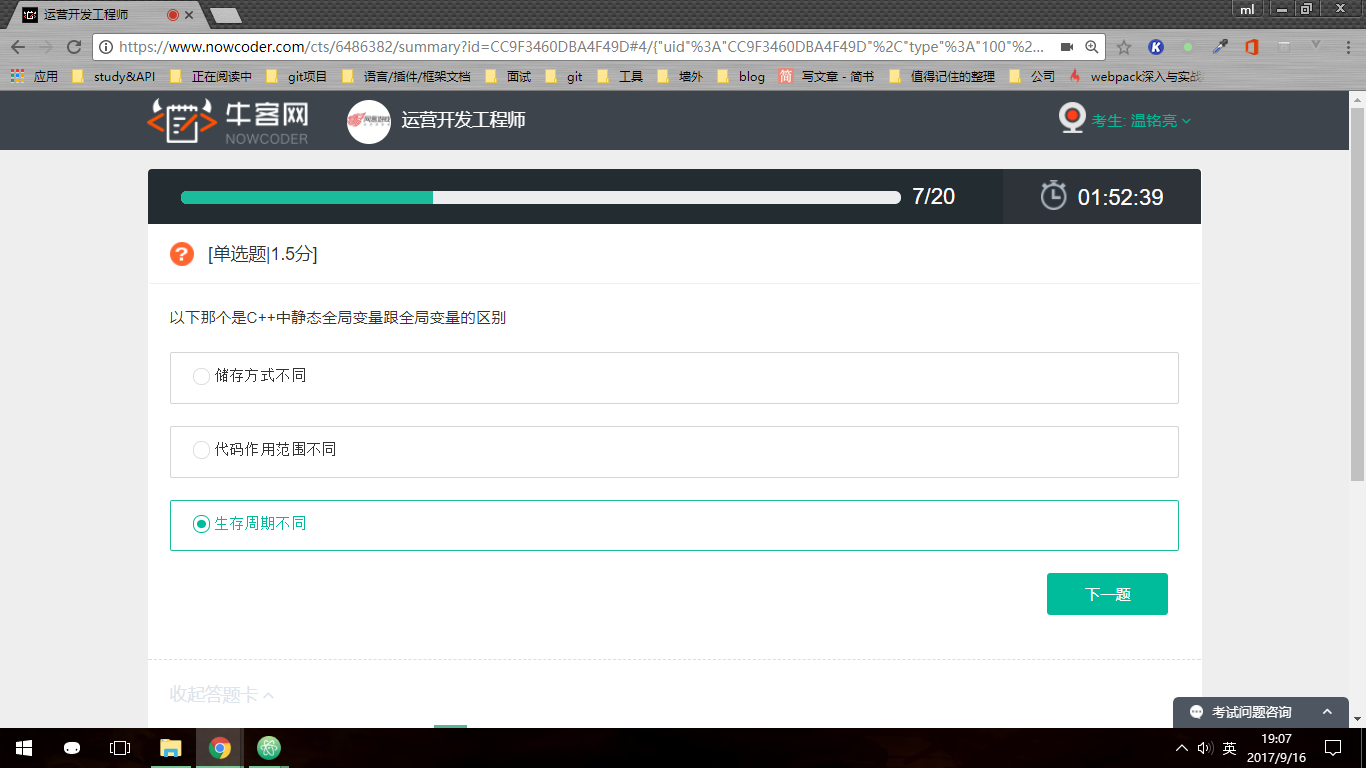 运营开发工程师
ml
https://www.nowcoder.com/cts/6486382/summary?id=CC9F3460DBA4F49D#4/{"uid"%3A"CC9F3460DBA4F49D"%2C"type"%3A"100"%2...
应用 study&API 正在阅读中 git项目 语言/插件/框架文档 面试 git 工具 墙外 blog 简 写文章 - 简书 值得记住的整理 公司 webpack深入与实战
牛客网
NOWCODER
运营开发工程师
考生: 温铭亮
7/20
01:52:39
[单选题|1.5分]
以下那个是C++中静态全局变量跟全局变量的区别
储存方式不同
代码作用范围不同
生存周期不同
下一题
收起答题卡
考试问题咨询
英
19:07
2017/9/16